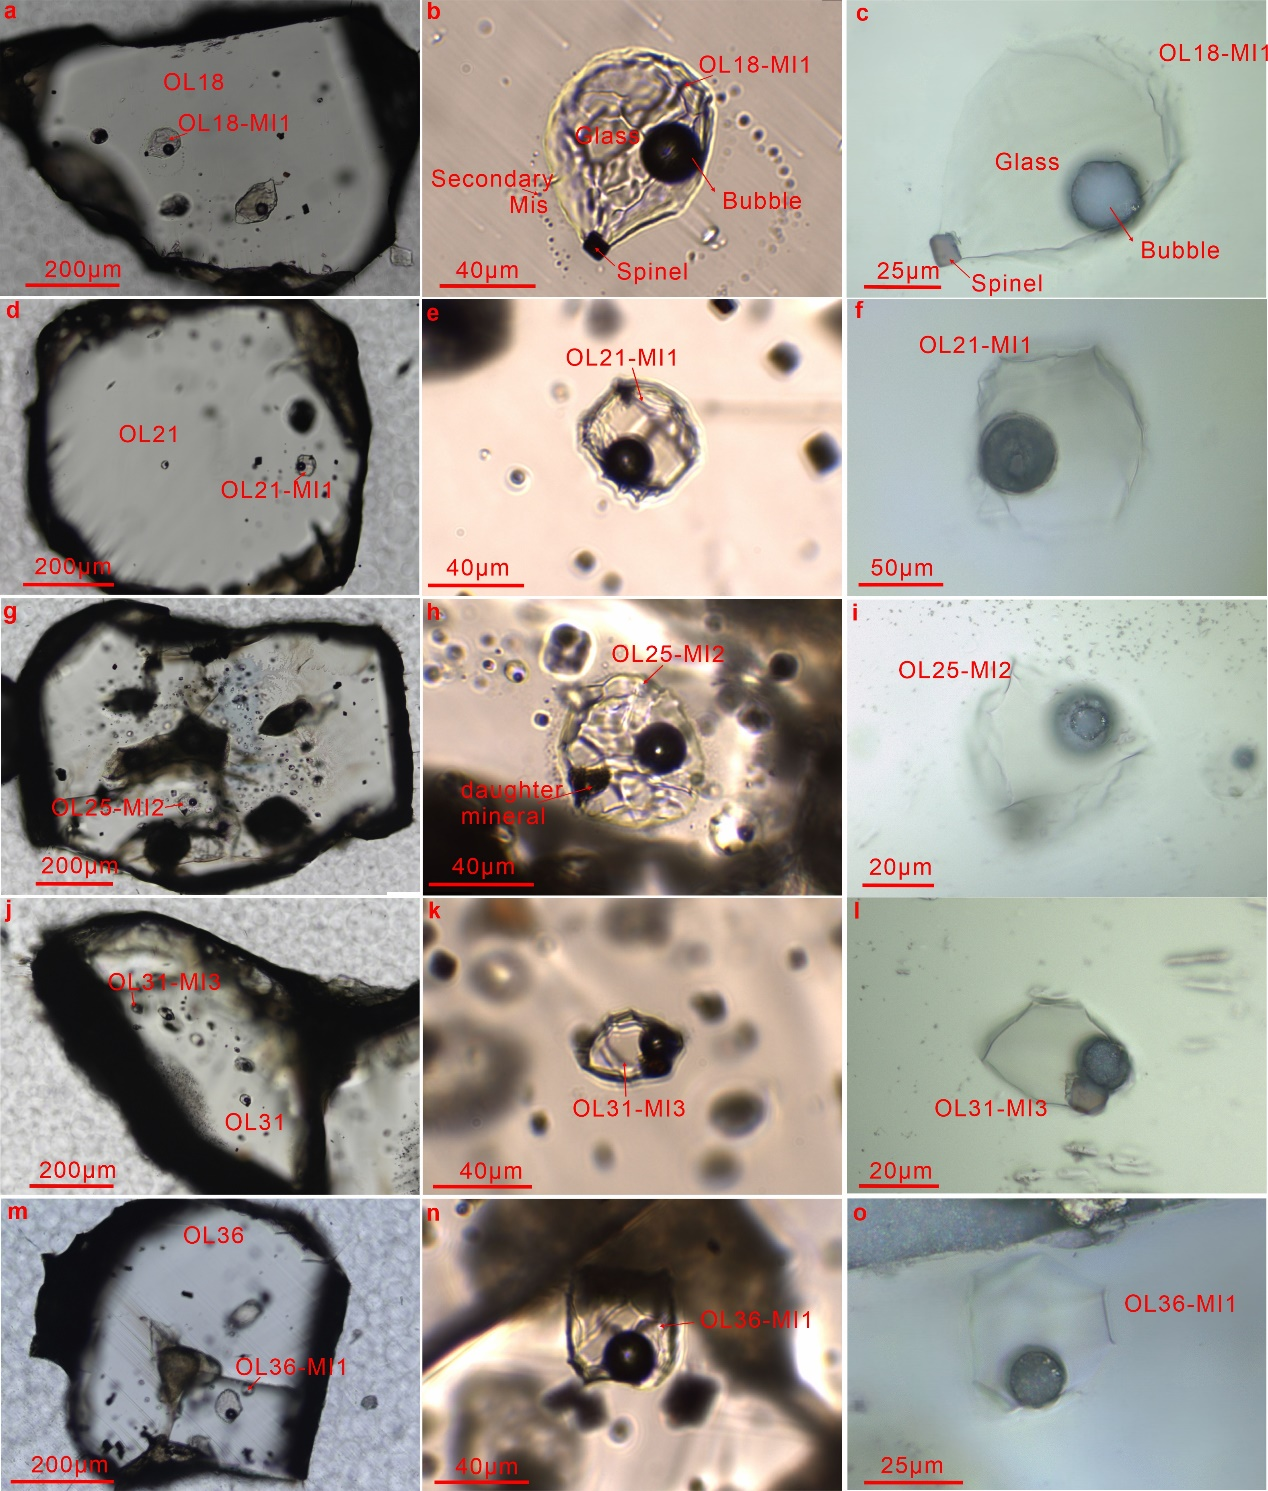 a
OL18
OL18-MI1
200μm
b
OL18-MI1
Glass
Secondary
Mis
Bubble
Spinel
40μm
c
OL18-MI1
Glass
Bubble
25μm
Spinel
d
OL21
OL21-MI1
200μm
e
OL21-MI1
40μm
f
OL21-MI1
50μm
g
OL25-MI2
200μm
h
OL25-MI2
daughter
mineral
40μm
i
OL25-MI2
20μm
j
OL31-MI3
OL31
200μm
k
OL31-MI3
40μm
l
OL31-MI3
20μm
m
OL36
OL36-MI1
200μm
n
OL36-MI1
40μm
o
OL36-MI1
25μm